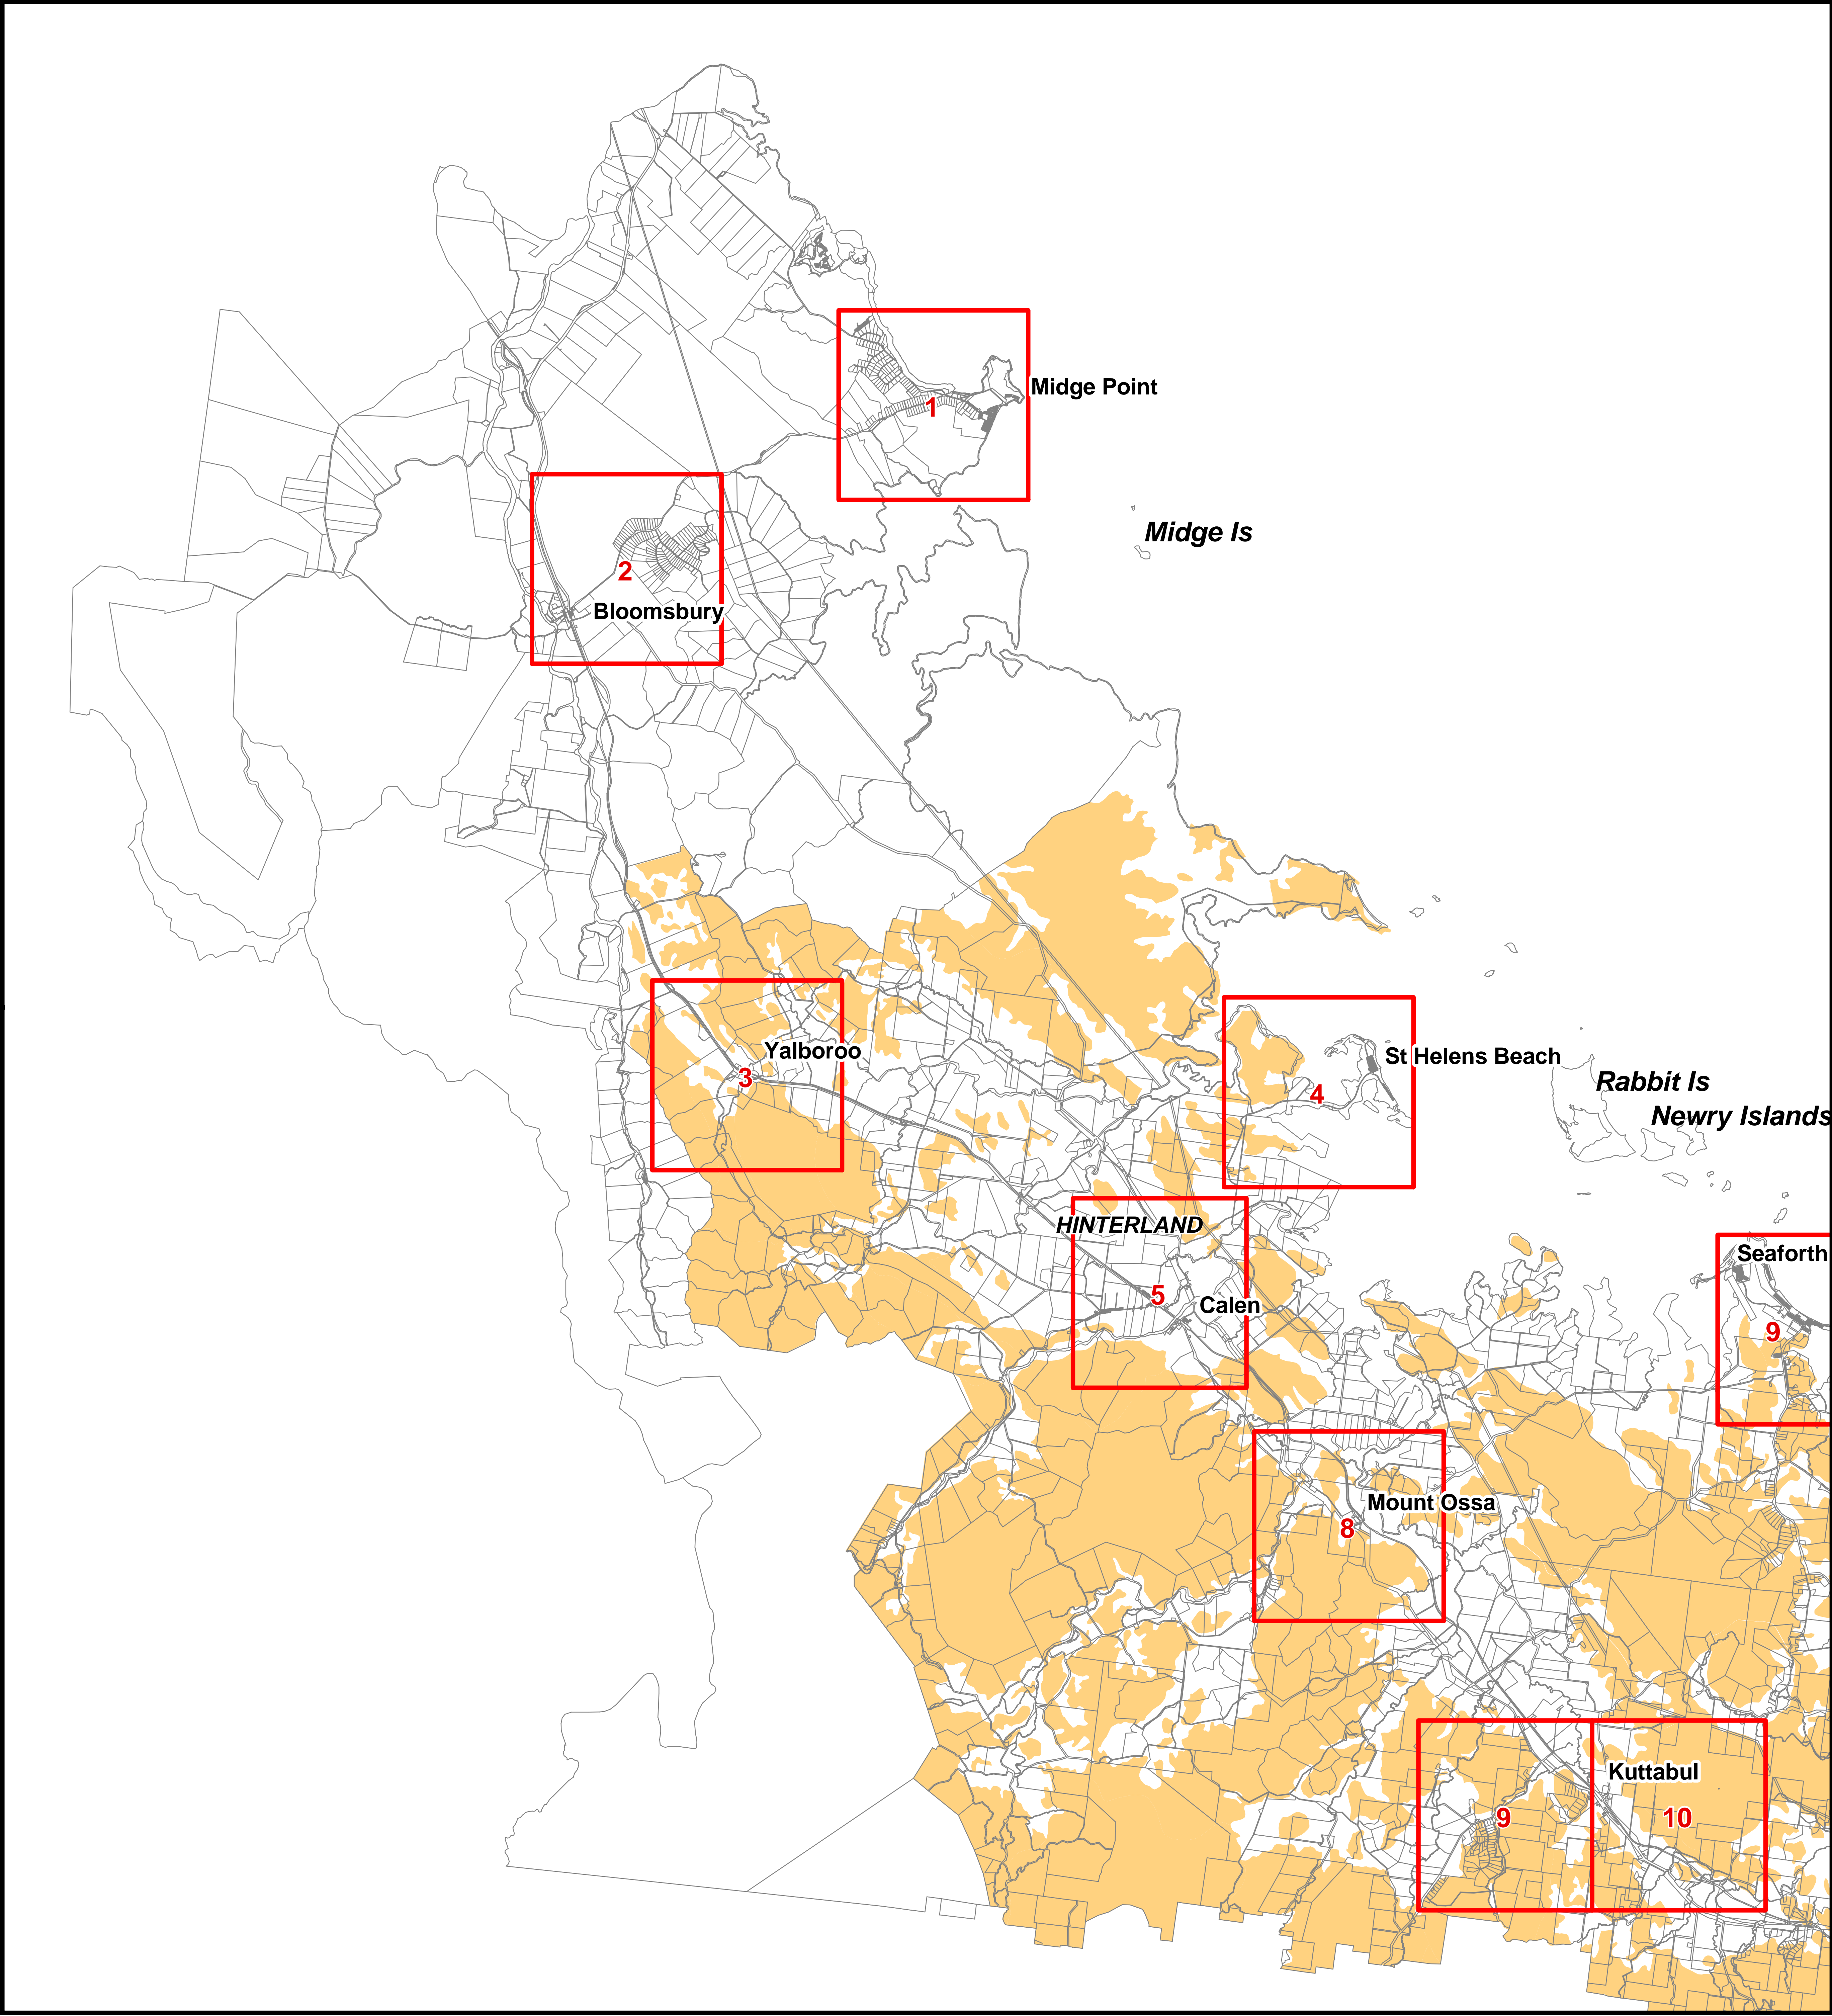 Midge Point
1
Midge Is
2
Bloomsbury
Yalboroo
3
St Helens Beach
4
Rabbit Is
Newry Islands
HINTERLAND
Seaforth
5
Calen
9
Mount Ossa
8
Kuttabul
9
10